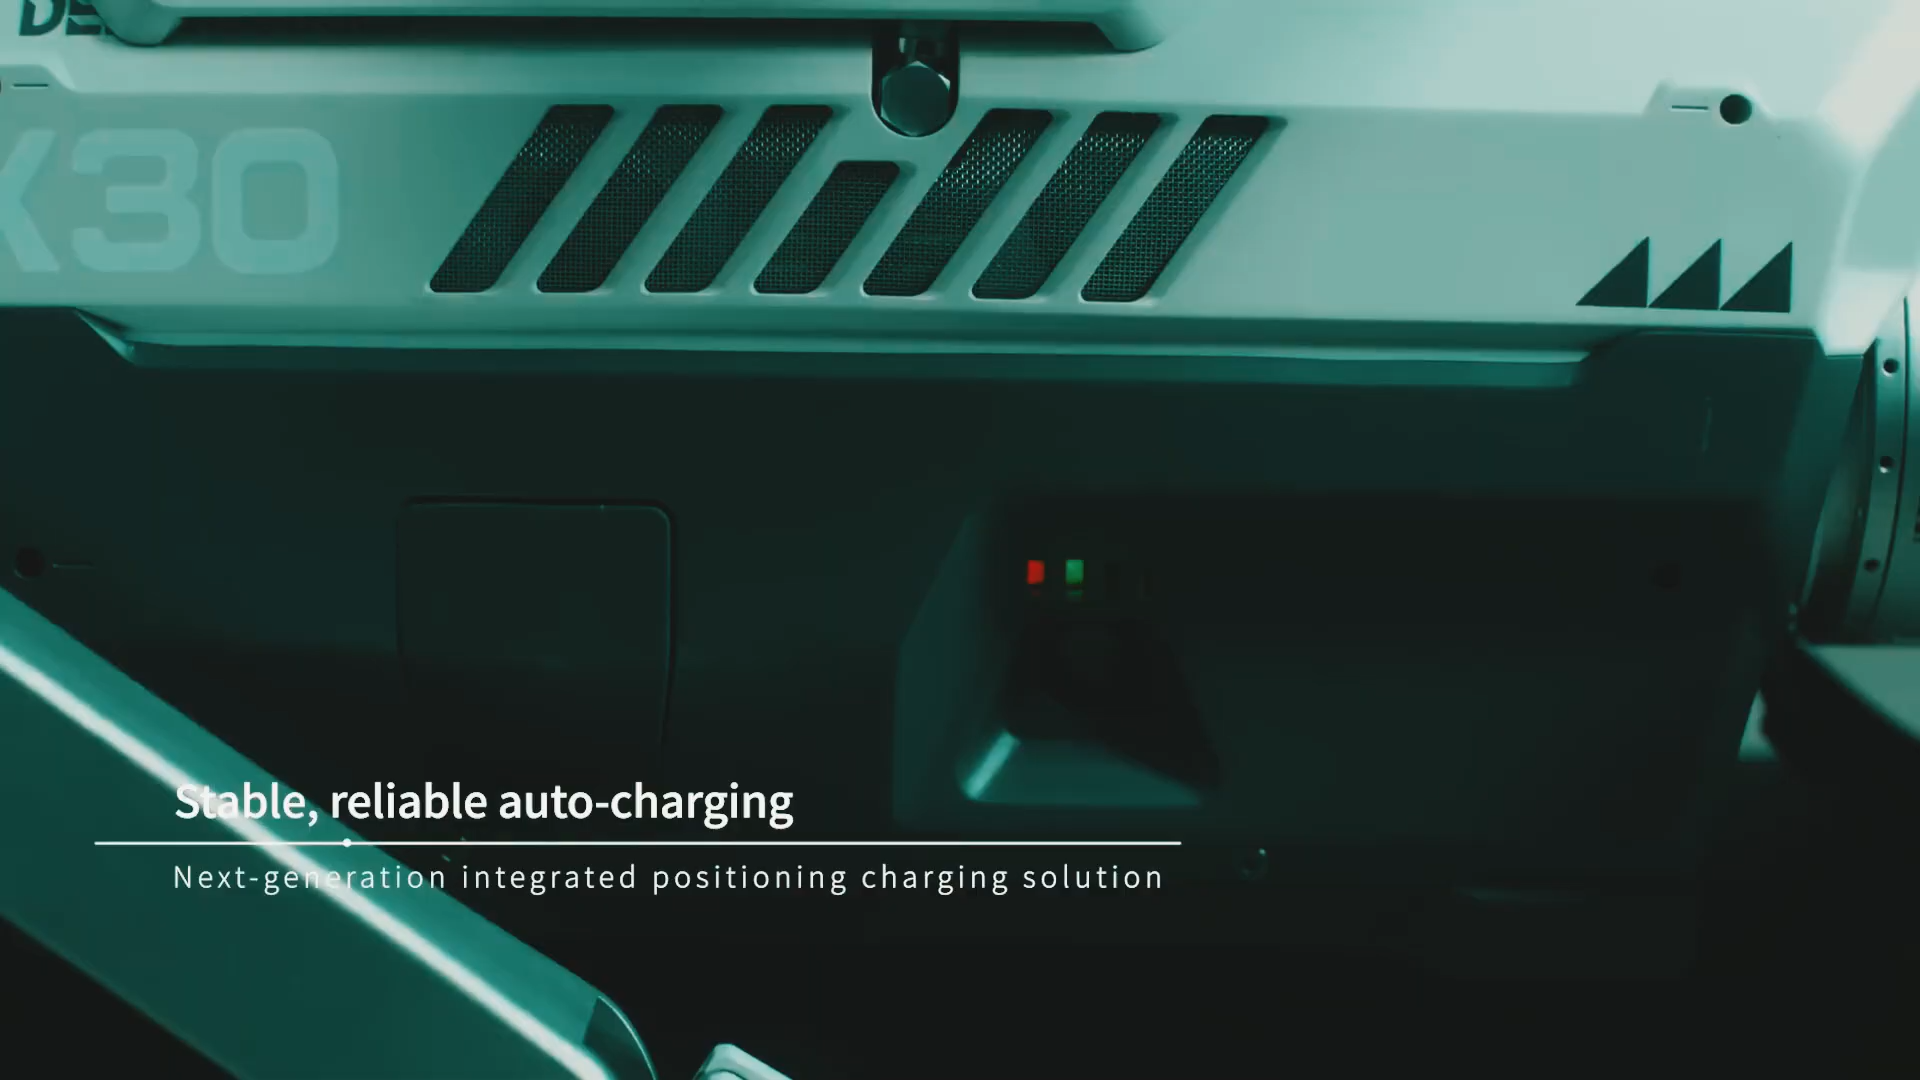 X30
Stable, reliable auto-charging
Next-generation integrated positioning charging solution